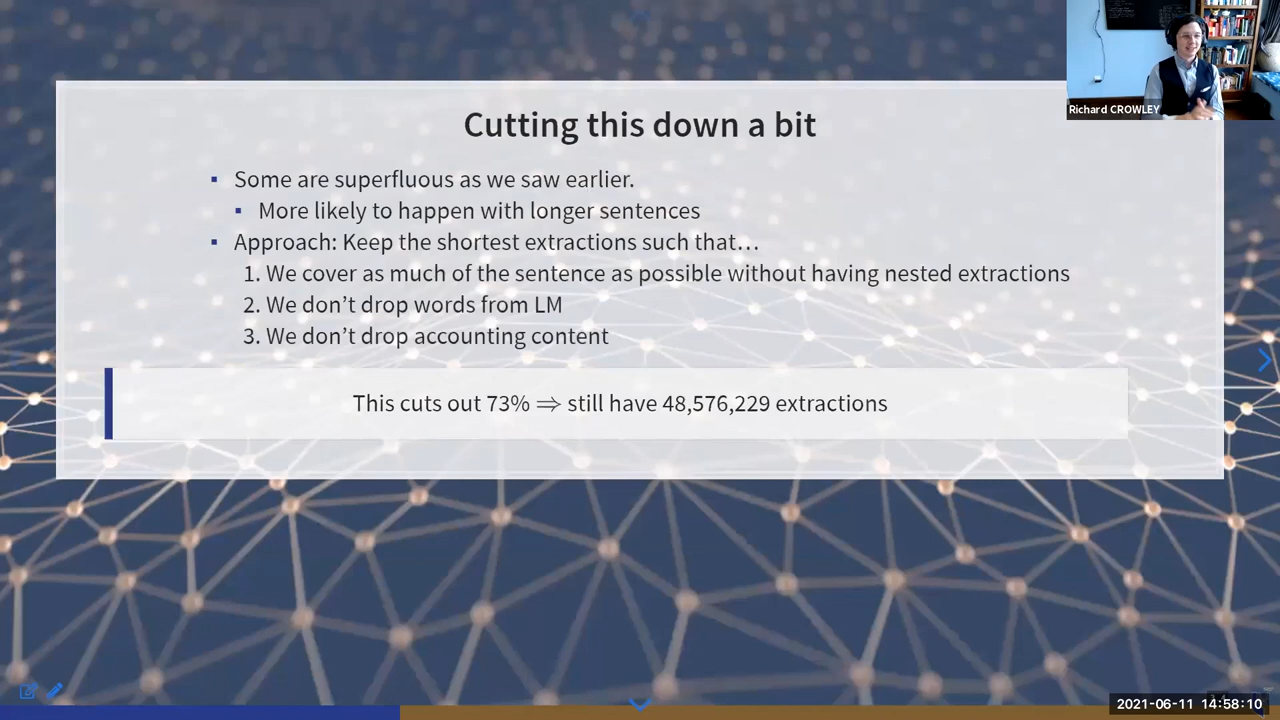 Richard CROWLEY
Cutting this down a bit
▪ Some are superfluous as we saw earlier.
▪ More likely to happen with longer sentences
▪ Approach: Keep the shortest extractions such that…
1. We cover as much of the sentence as possible without having nested extractions
2. We don’t drop words from LM
3. We don’t drop accounting content
This cuts out 73% ⇒ still have 48,576,229 extractions
2021-06-11 14:58:10